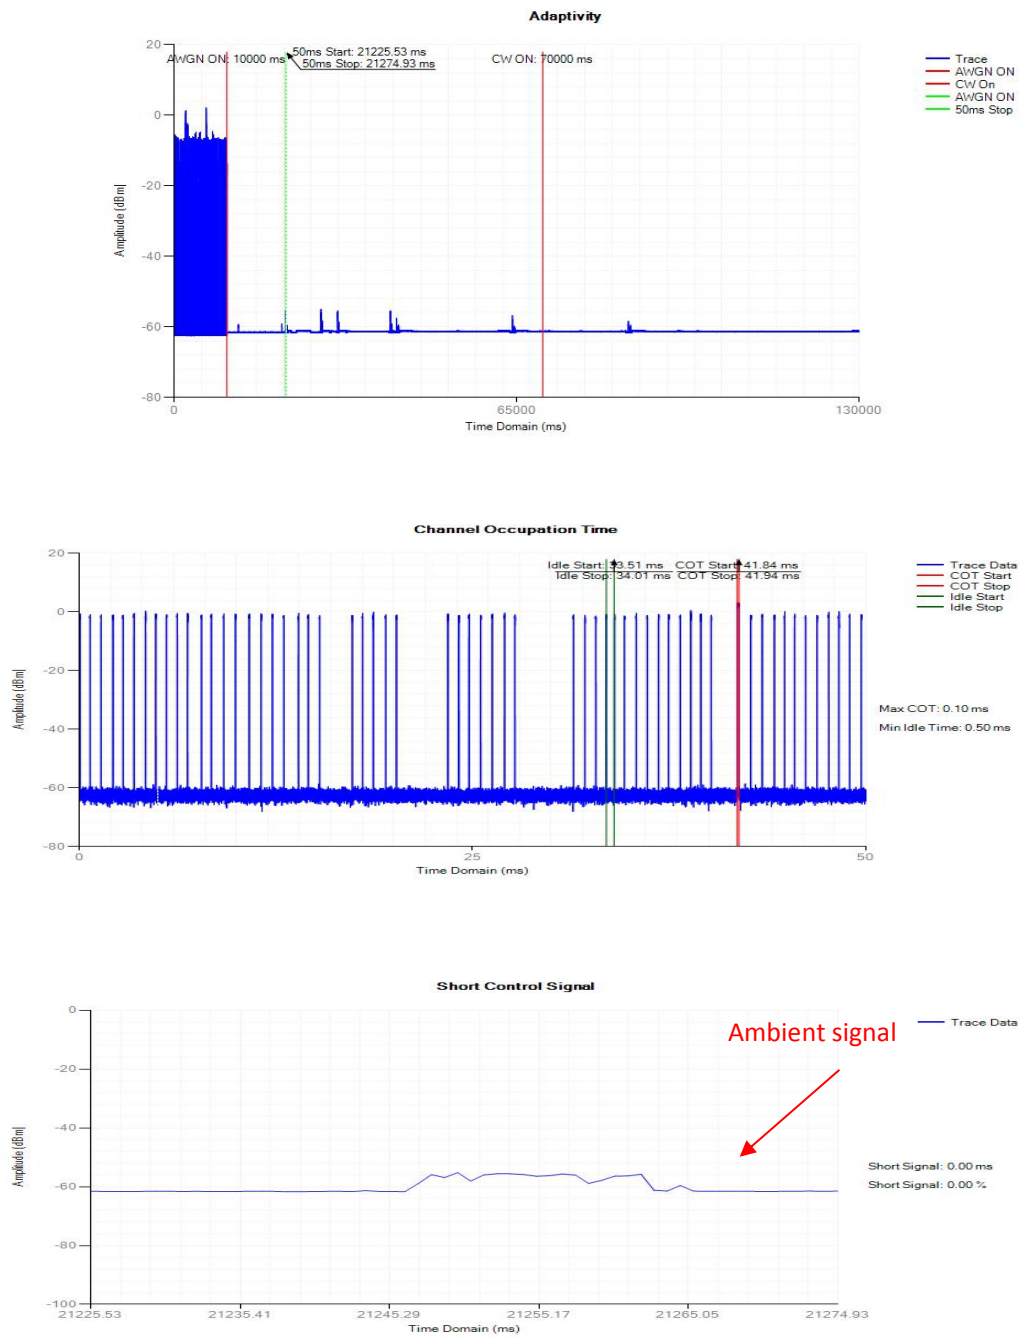 Adaptivity
20
0
-20
-40
-60
-80
Amplitude [dBm]
AWGN ON: 10000 ms
50ms Start: 21225.53 ms
50ms Stop: 21274.93 ms
CW ON: 70000 ms
Trace
AWGN ON
CW On
AWGN ON
50ms Stop
0
65000
130000
Time Domain (ms)
Channel Occupation Time
20
0
-20
-40
-60
-80
Amplitude [dBm]
Idle Start: 33.51 ms
COT Start: 41.84 ms
Idle Stop: 34.01 ms
COT Stop: 41.94 ms
Trace Data
COT Start
COT Stop
Idle Start
Idle Stop
Max COT: 0.10 ms
Min Idle Time: 0.50 ms
0
25
50
Time Domain (ms)
Short Control Signal
0
-20
-40
-60
-80
-100
Amplitude [dBm]
Ambient signal
Trace Data
Short Signal: 0.00 ms
Short Signal: 0.00 %
21225.53
21235.41
21245.29
21255.17
21265.05
21274.93
Time Domain (ms)